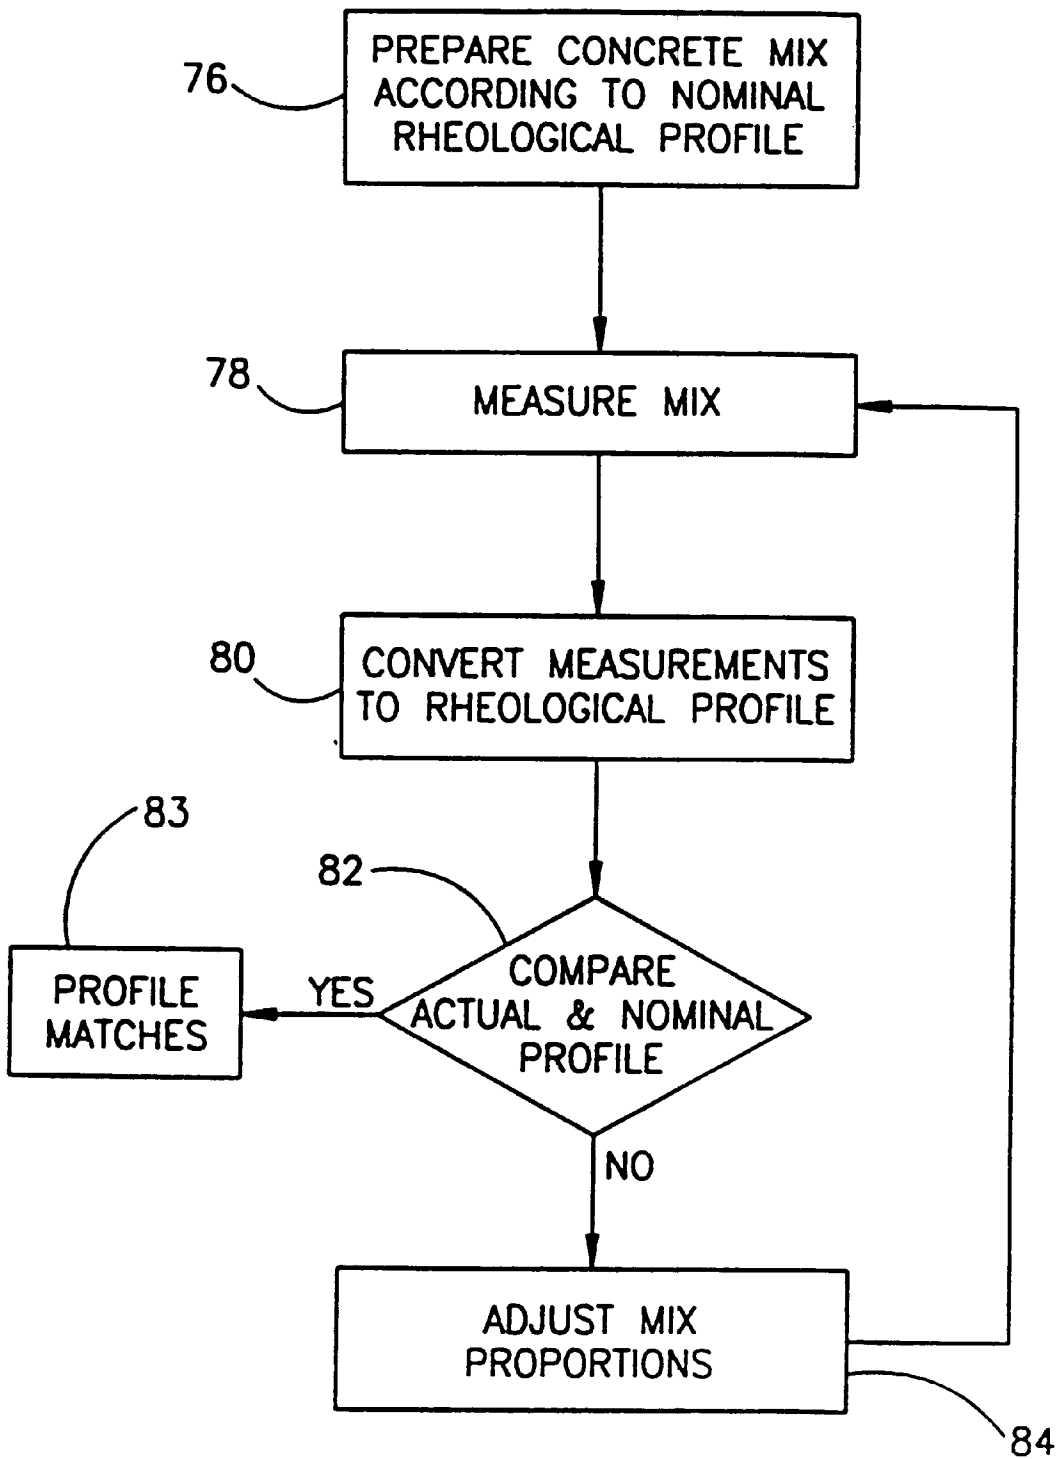 PREPARE CONCRETE MIX
ACCORDING TO NOMINAL
RHEOLOGICAL PROFILE
76
78
MEASURE MIX
80
CONVERT MEASUREMENTS
TO RHEOLOGICAL PROFILE
83
82
PROFILE
MATCHES
YES
COMPARE
ACTUAL & NOMINAL
PROFILE
NO
ADJUST MIX
PROPORTIONS
84